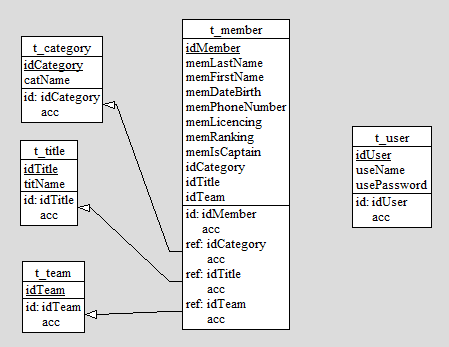 t_category
idCategory
catName
id: idCategory
acc
t_title
idTitle
titName
id: idTitle
acc
t_team
idTeam
id: idTeam
acc
t_member
idMember
memLastName
memFirstName
memDateBirth
memPhoneNumber
memLicencing
memRanking
memIsCaptain
idCategory
idTitle
idTeam
id: idMember
acc
ref: idCategory
acc
ref: idTitle
acc
ref: idTeam
acc
t_user
idUser
useName
usePassword
id: idUser
acc